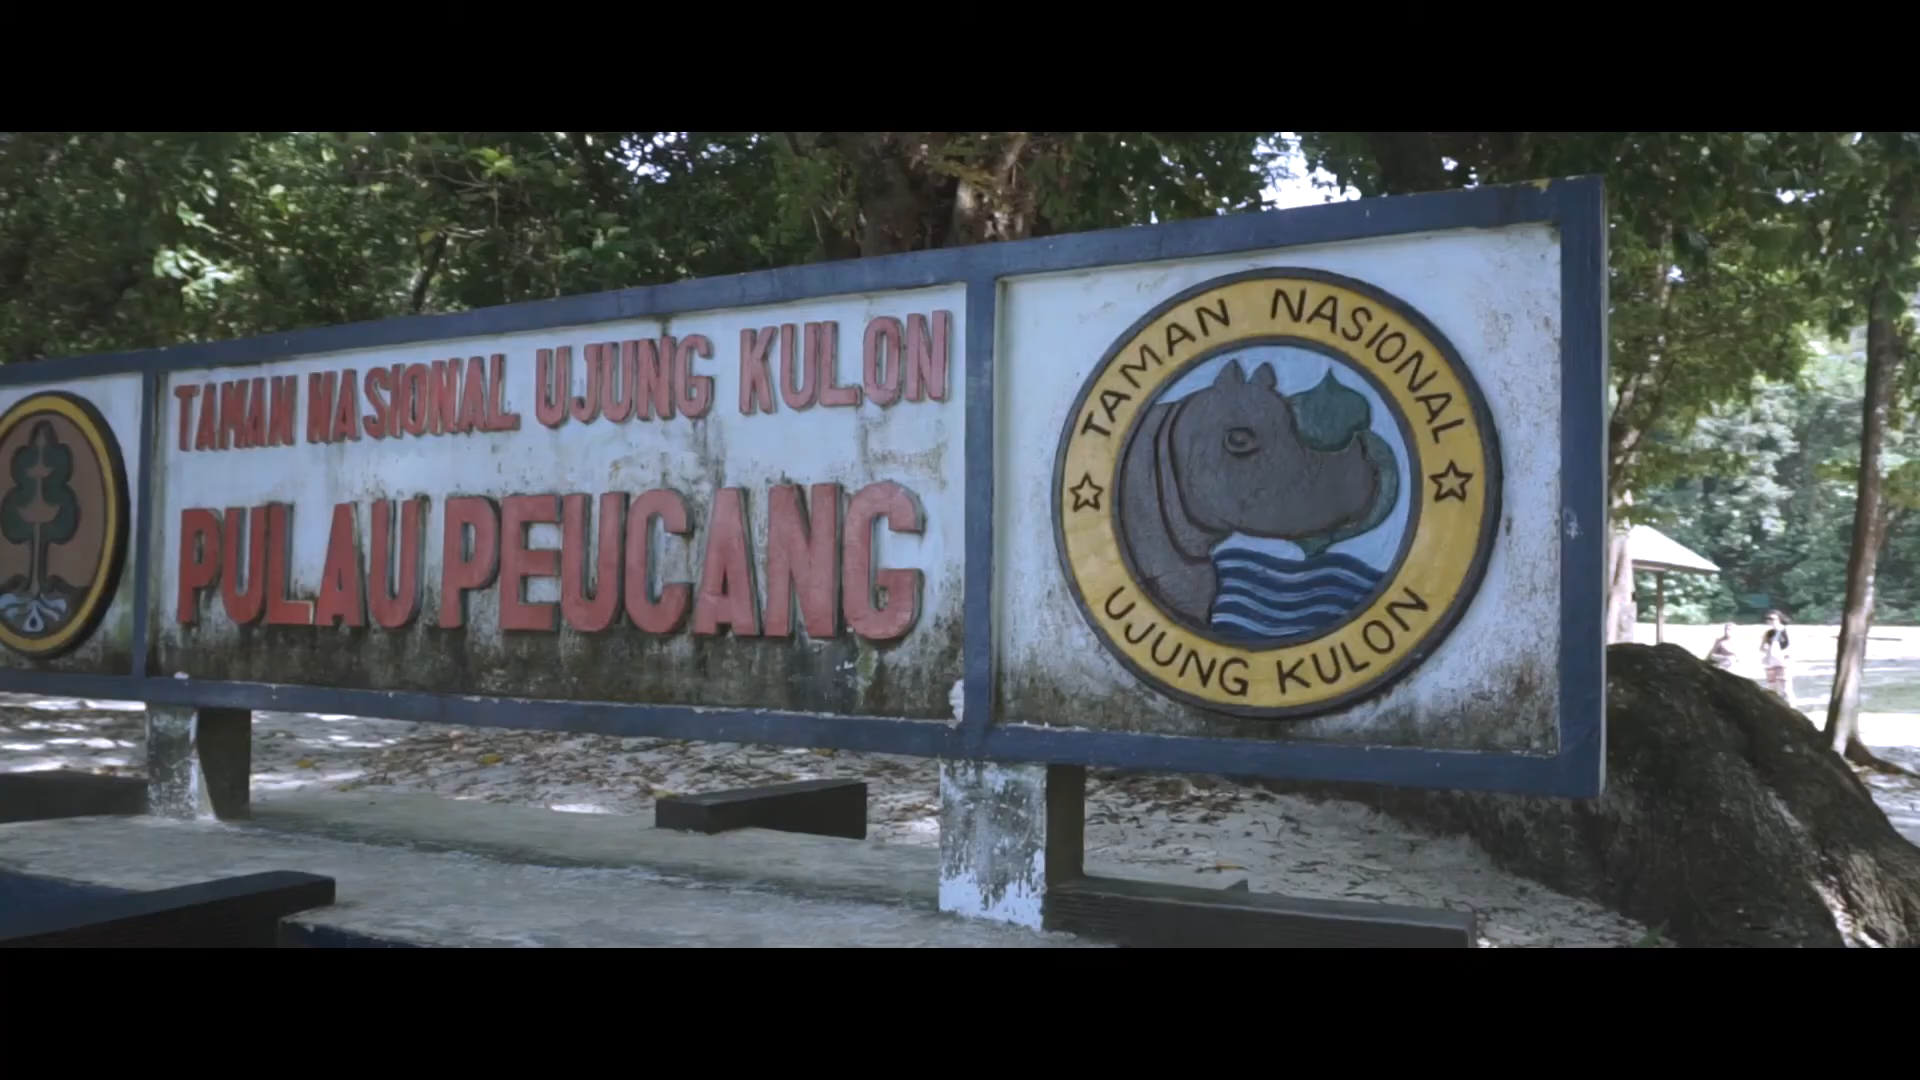 TAMAN NASIONAL UJUNG KULON
PULAU PEUCANG
TAMAN NASIONAL
UJUNG KULON